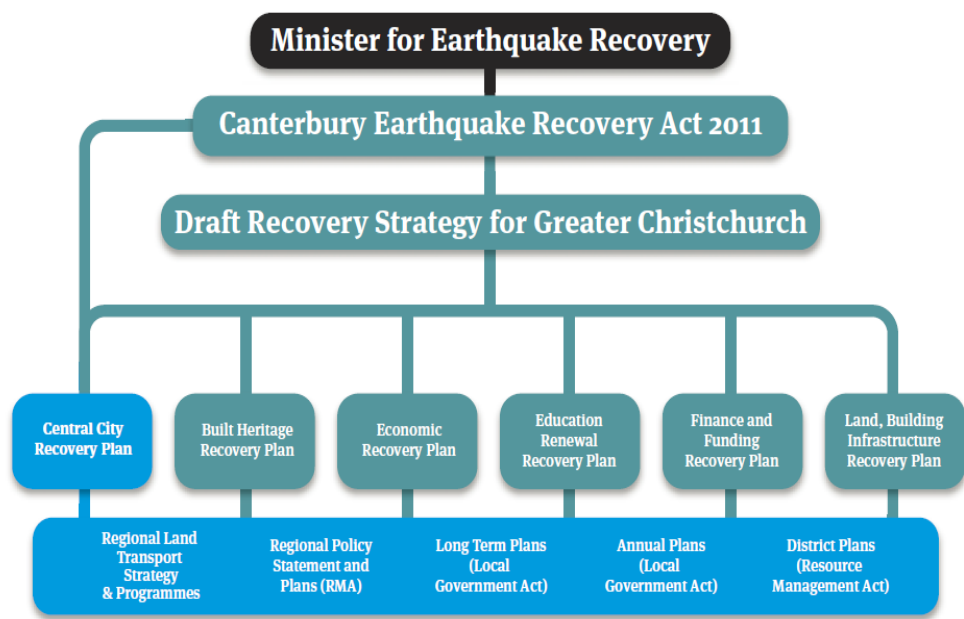 Minister for Earthquake Recovery
Canterbury Earthquake Recovery Act 2011
Draft Recovery Strategy for Greater Christchurch
Central City
Recovery Plan
Built Heritage
Recovery Plan
Economic
Recovery Plan
Education
Renewal
Recovery Plan
Finance and
Funding
Recovery Plan
Land, Building
Infrastructure
Recovery Plan
Regional Land
Transport
Strategy
& Programmes
Regional Policy
Statement and
Plans (RMA)
Long Term Plans
(Local
Government Act)
Annual Plans
(Local
Government Act)
District Plans
(Resource
Management Act)